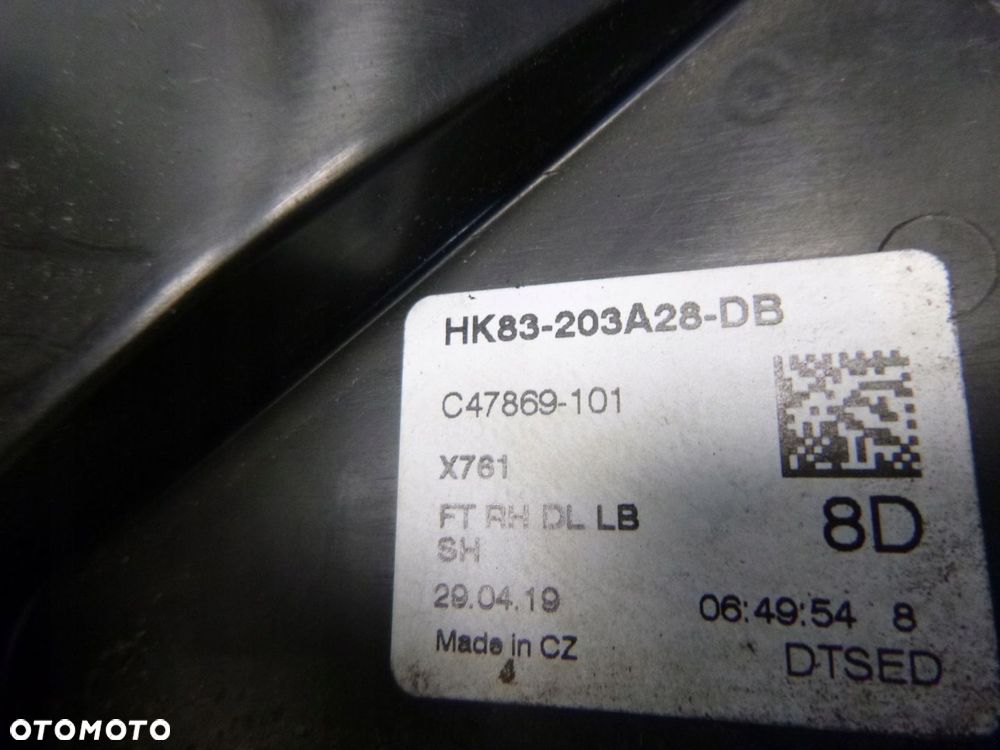 HK83-203A28-DB
C47869-101
X761
FT RH DL LB
SH
8D
29.04.19
06:49:54 8
Made in CZ
DTSED
4
OTOMOTO